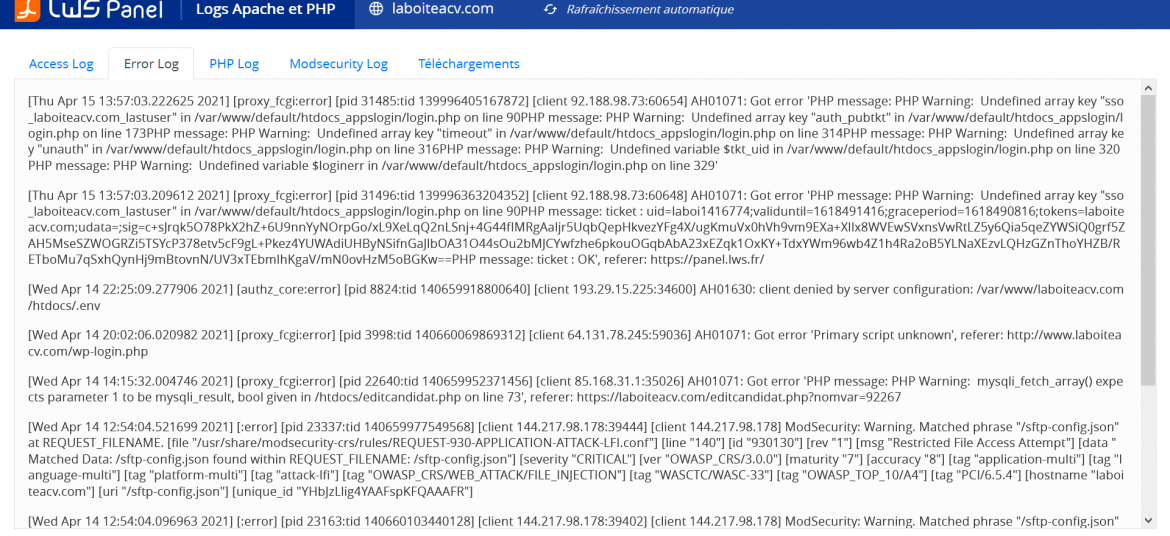 LWS Panel Logs Apache et PHP laboiteacv.com Rafraîchissement automatique
Access Log Error Log PHP Log Modsecurity Log Téléchargements
[Thu Apr 15 13:57:03.222625 2021] [proxy_fcgi:error] [pid 31485:tid 139996405167872] [client 92.188.98.73:60654] AH01071: Got error 'PHP message: PHP Warning:  Undefined array key "sso
_laboiteacv.com_lastuser" in /var/www/default/htdocs_appslogin/login.php on line 90PHP message: PHP Warning:  Undefined array key "auth_pubtkt" in /var/www/default/htdocs_appslogin/l
ogin.php on line 173PHP message: PHP Warning:  Undefined array key "timeout" in /var/www/default/htdocs_appslogin/login.php on line 314PHP message: PHP Warning:  Undefined array ke
y "unauth" in /var/www/default/htdocs_appslogin/login.php on line 316PHP message: PHP Warning:  Undefined variable $tkt_uid in /var/www/default/htdocs_appslogin/login.php on line 320
PHP message: PHP Warning:  Undefined variable $loginerr in /var/www/default/htdocs_appslogin/login.php on line 329'
[Thu Apr 15 13:57:03.209612 2021] [proxy_fcgi:error] [pid 31496:tid 139996363204352] [client 92.188.98.73:60648] AH01071: Got error 'PHP message: PHP Warning:  Undefined array key "sso
_laboiteacv.com_lastuser" in /var/www/default/htdocs_appslogin/login.php on line 90PHP message: ticket : uid=laboi1416774;validuntil=1618491416;graceperiod=1618490816;tokens=laboite
acv.com;udata=;sig=c+sJrqk5O78PkX2hZ+6U9nnYyNOrpGo/xL9XeLqQ2nLSnj+4G44flMRgAaljr5UqbQepHkvezYFg4X/ugKmuVx0hVh9vm9EXa+XIlx8WVEwSVxnsVwRtLZ5y6Qia5qeZYWSiQ0grf5Z
AH5MseSZWOGRZi5TSYcP378etv5cF9gL+Pkez4YUWAdiUHByNSifnGaJlbOA31O44sOu2bMJCYwfzhe6pkouOGqbAbA23xEZqk1OxKY+TdxYWm96wb4Z1h4Ra2oB5YLNaXEzvLQHzGZnThoYHZB/R
ETboMu7qSxhQynHj9mBtovnN/UV3xTEbmIhKgaV/mN0ovHzM5oBGKw==PHP message: ticket : OK', referer: https://panel.lws.fr/
[Wed Apr 14 22:25:09.277906 2021] [authz_core:error] [pid 8824:tid 140659918800640] [client 193.29.15.225:34600] AH01630: client denied by server configuration: /var/www/laboiteacv.com
/htdocs/.env
[Wed Apr 14 20:02:06.020982 2021] [proxy_fcgi:error] [pid 3998:tid 140660069869312] [client 64.131.78.245:59036] AH01071: Got error 'Primary script unknown', referer: http://www.laboitea
cv.com/wp-login.php
[Wed Apr 14 14:15:32.004746 2021] [proxy_fcgi:error] [pid 22640:tid 140659952371456] [client 85.168.31.1:35026] AH01071: Got error 'PHP message: PHP Warning:  mysqli_fetch_array() expe
cts parameter 1 to be mysqli_result, bool given in /htdocs/editcandidat.php on line 73', referer: https://laboiteacv.com/editcandidat.php?nomvar=92267
[Wed Apr 14 12:54:04.521699 2021] [:error] [pid 23337:tid 140659977549568] [client 144.217.98.178:39444] [client 144.217.98.178] ModSecurity: Warning. Matched phrase "/sftp-config.json"
at REQUEST_FILENAME. [file "/usr/share/modsecurity-crs/rules/REQUEST-930-APPLICATION-ATTACK-LFI.conf"] [line "140"] [id "930130"] [rev "1"] [msg "Restricted File Access Attempt"] [data "
Matched Data: /sftp-config.json found within REQUEST_FILENAME: /sftp-config.json"] [severity "CRITICAL"] [ver "OWASP_CRS/3.0.0"] [maturity "7"] [accuracy "8"] [tag "application-multi"] [tag "l
anguage-multi"] [tag "platform-multi"] [tag "attack-lfi"] [tag "OWASP_CRS/WEB_ATTACK/FILE_INJECTION"] [tag "WASCTC/WASC-33"] [tag "OWASP_TOP_10/A4"] [tag "PCI/6.5.4"] [hostname "laboi
teacv.com"] [uri "/sftp-config.json"] [unique_id "YHbJzLlig4YAAFspKFQAAAFR"]
[Wed Apr 14 12:54:04.096963 2021] [:error] [pid 23163:tid 140660103440128] [client 144.217.98.178:39402] [client 144.217.98.178] ModSecurity: Warning. Matched phrase "/sftp-config.json"